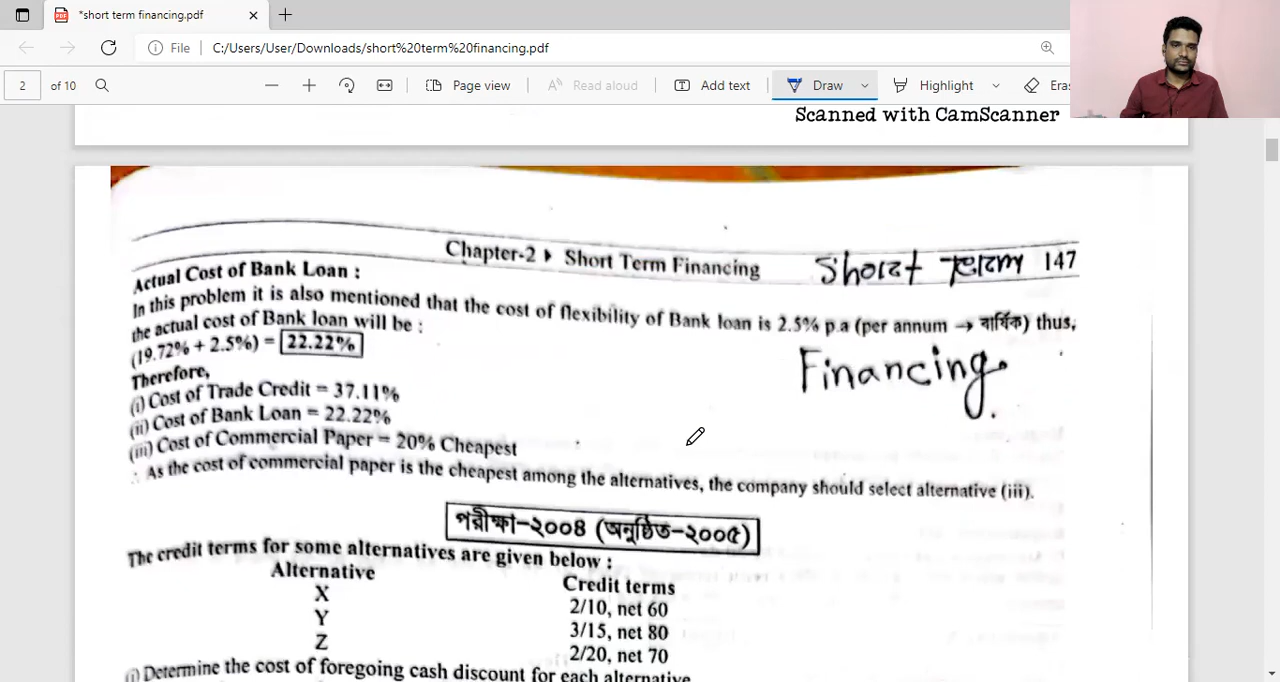 *short term financing.pdf
File
C:/Users/User/Downloads/short%20term%20financing.pdf
2 of 10
Page view
Read aloud
Add text
Draw
Highlight
Eras
Scanned with CamScanner
Chapter-2 Short Term Financing 147
Short টার্ম
Financing.
Actual Cost of Bank Loan :
In this problem it is also mentioned that the cost of flexibility of Bank loan is 2.5% p.a (per annum → বার্ষিক) thus,
the actual cost of Bank loan will be :
(19.72% + 2.5%) = 22.22%
Therefore,
(i) Cost of Trade Credit = 37.11%
(ii) Cost of Bank Loan = 22.22%
(iii) Cost of Commercial Paper = 20% Cheapest
∴ As the cost of commercial paper is the cheapest among the alternatives, the company should select alternative (iii).
পরীক্ষা-২০০৪ (অনুষ্ঠিত-২০০৫)
The credit terms for some alternatives are given below :
Alternative Credit terms
X 2/10, net 60
Y 3/15, net 80
Z 2/20, net 70
(i) Determine the cost of foregoing cash discount for each alternative